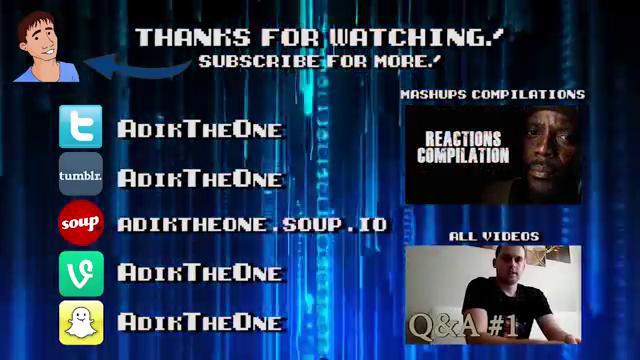 THANKS FOR WATCHING!
SUBSCRIBE FOR MORE!
MASHUPS COMPILATIONS
REACTIONS
COMPILATION
t
ADIKTHEONE
tumblr.
ADIKTHEONE
soup
ADIKTHEONE.SOUP.IO
ALL VIDEOS
V
ADIKTHEONE
Q&A #1
ADIKTHEONE